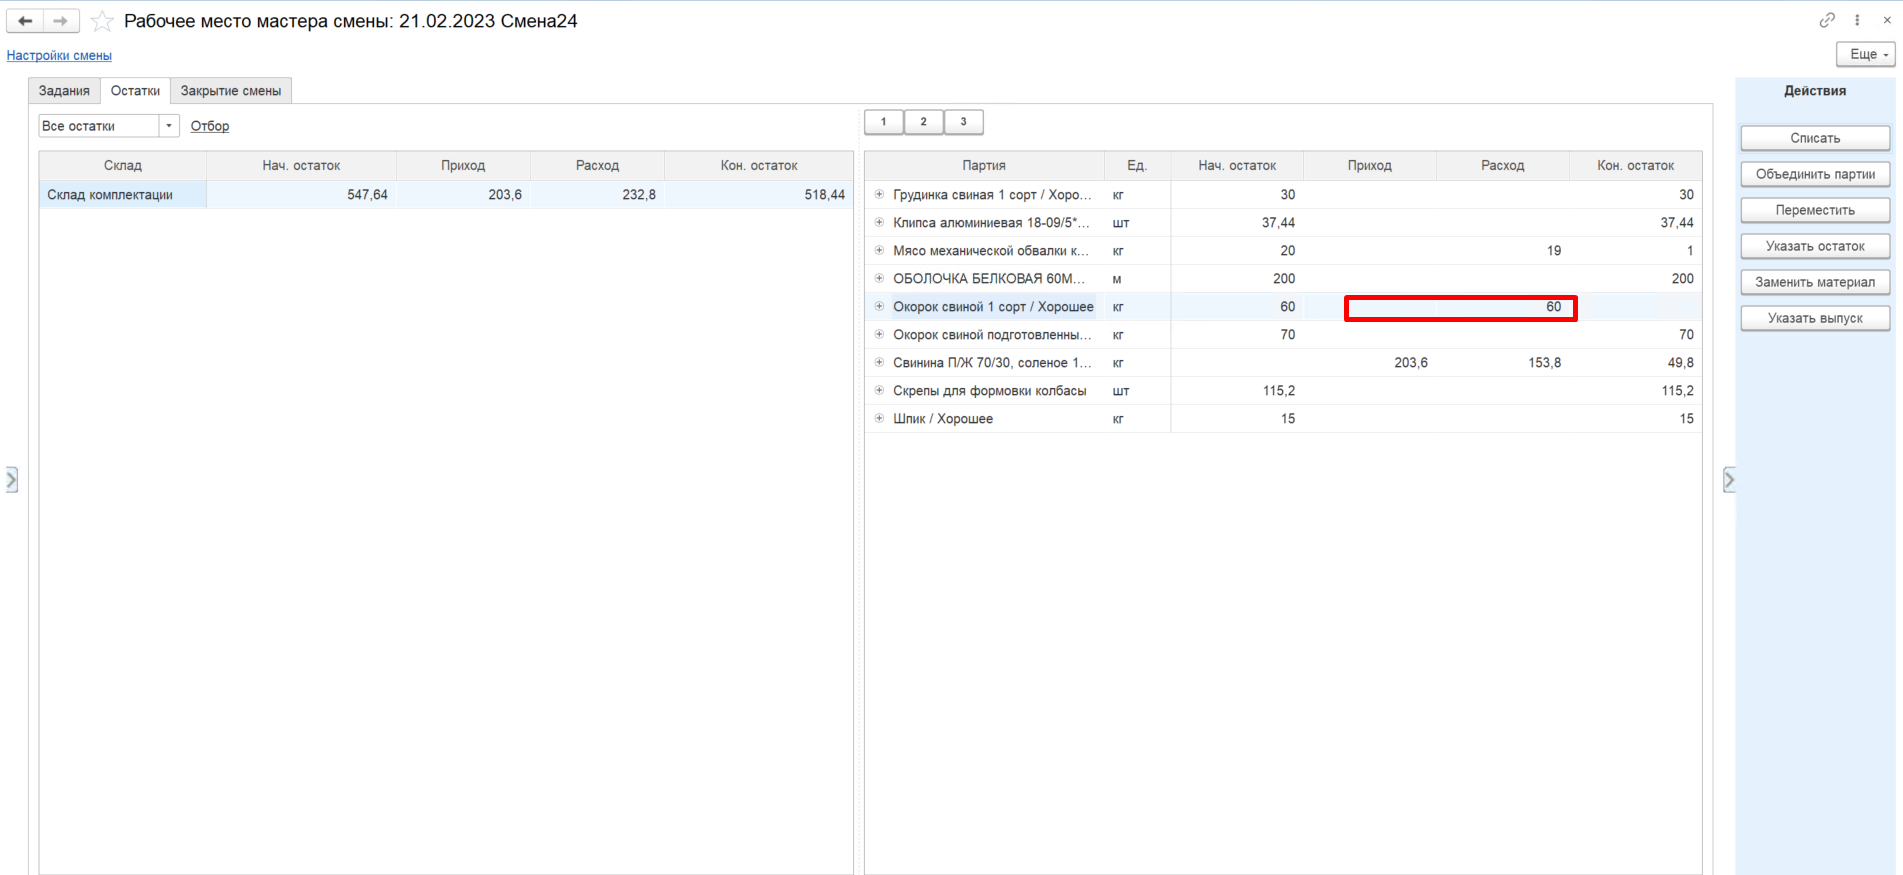 Рабочее место мастера смены: 21.02.2023 Смена24
Настройки смены
Еще
Задания Остатки Закрытие смены
Все остатки Отбор
Склад Нач. остаток Приход Расход Кон. остаток
Склад комплектации 547,64 203,6 232,8 518,44
1 2 3
Партия Ед. Нач. остаток Приход Расход Кон. остаток
Грудинка свиная 1 сорт / Хоро... кг 30 30
Клипса алюминиевая 18-09/5*... шт 37,44 37,44
Мясо механической обвалки к... кг 20 19 1
ОБОЛОЧКА БЕЛКОВАЯ 60М... м 200 200
Окорок свиной 1 сорт / Хорошее кг 60 60
Окорок свиной подготовленны... кг 70 70
Свинина П/Ж 70/30, соленое 1... кг 203,6 153,8 49,8
Скрепы для формовки колбасы шт 115,2 115,2
Шпик / Хорошее кг 15 15
Действия
Списать
Объединить партии
Переместить
Указать остаток
Заменить материал
Указать выпуск